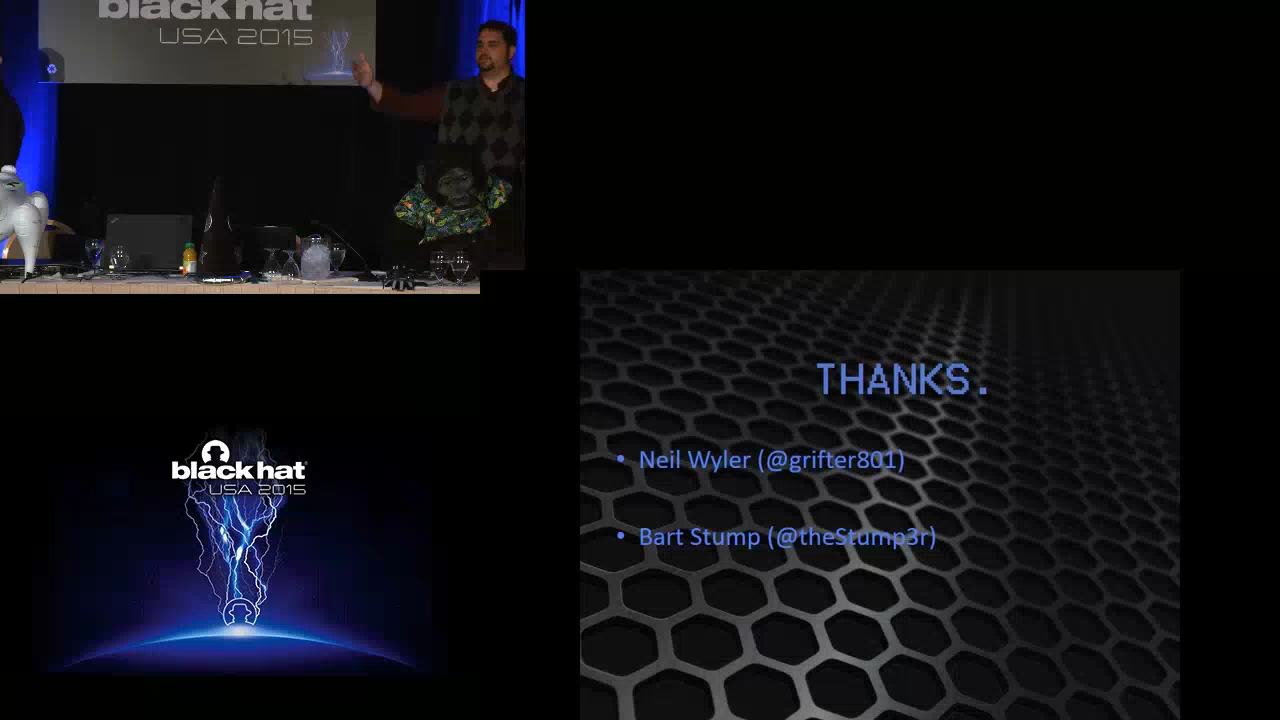 black hat
USA 2015
black hat
USA 2015
THANKS.
• Neil Wyler (@grifter801)
• Bart Stump (@theStump3r)